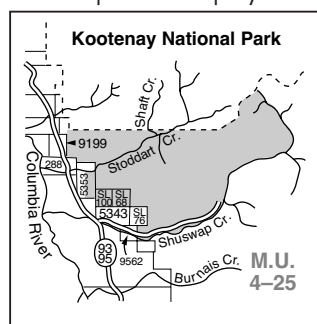 Kootenay National Park
Shaft Cr.
9199
Stoddart Cr.
Columbia River
288
5353
SL 100
SL 68
5343
SL 76
Shuswap Cr.
93
95
9562
Burnais Cr.
M.U.
4–25